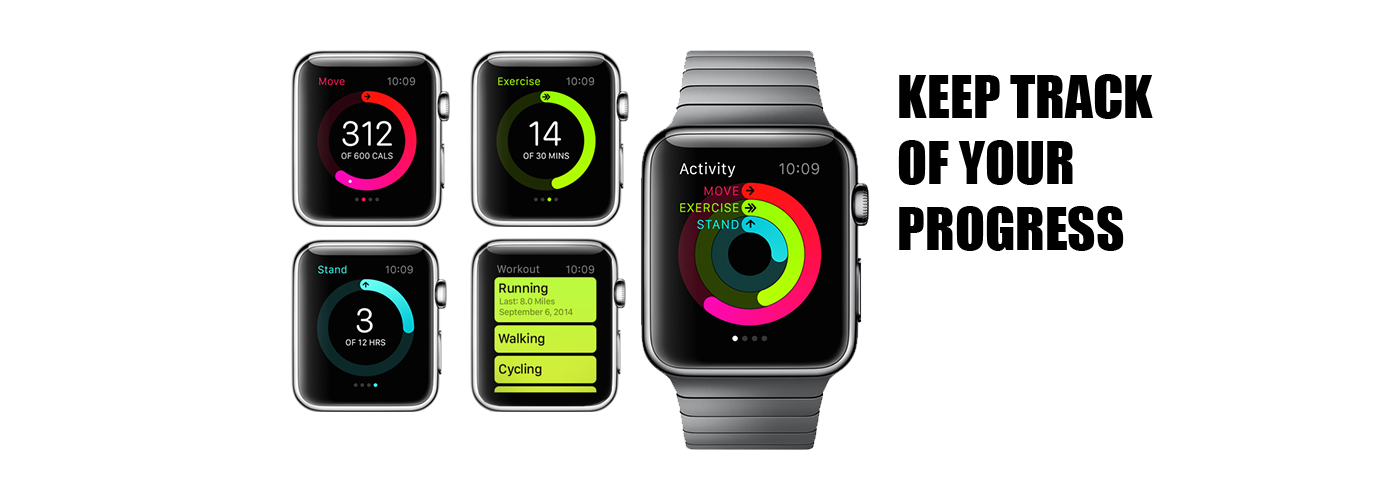 Move 10:09
312
OF 600 CALS
Exercise 10:09
14
OF 30 MINS
Stand 10:09
3
OF 12 HRS
Workout 10:09
Running
Last: 8.0 Miles
September 6, 2014
Walking
Cycling
Activity 10:09
MOVE
EXERCISE
STAND
KEEP TRACK
OF YOUR
PROGRESS